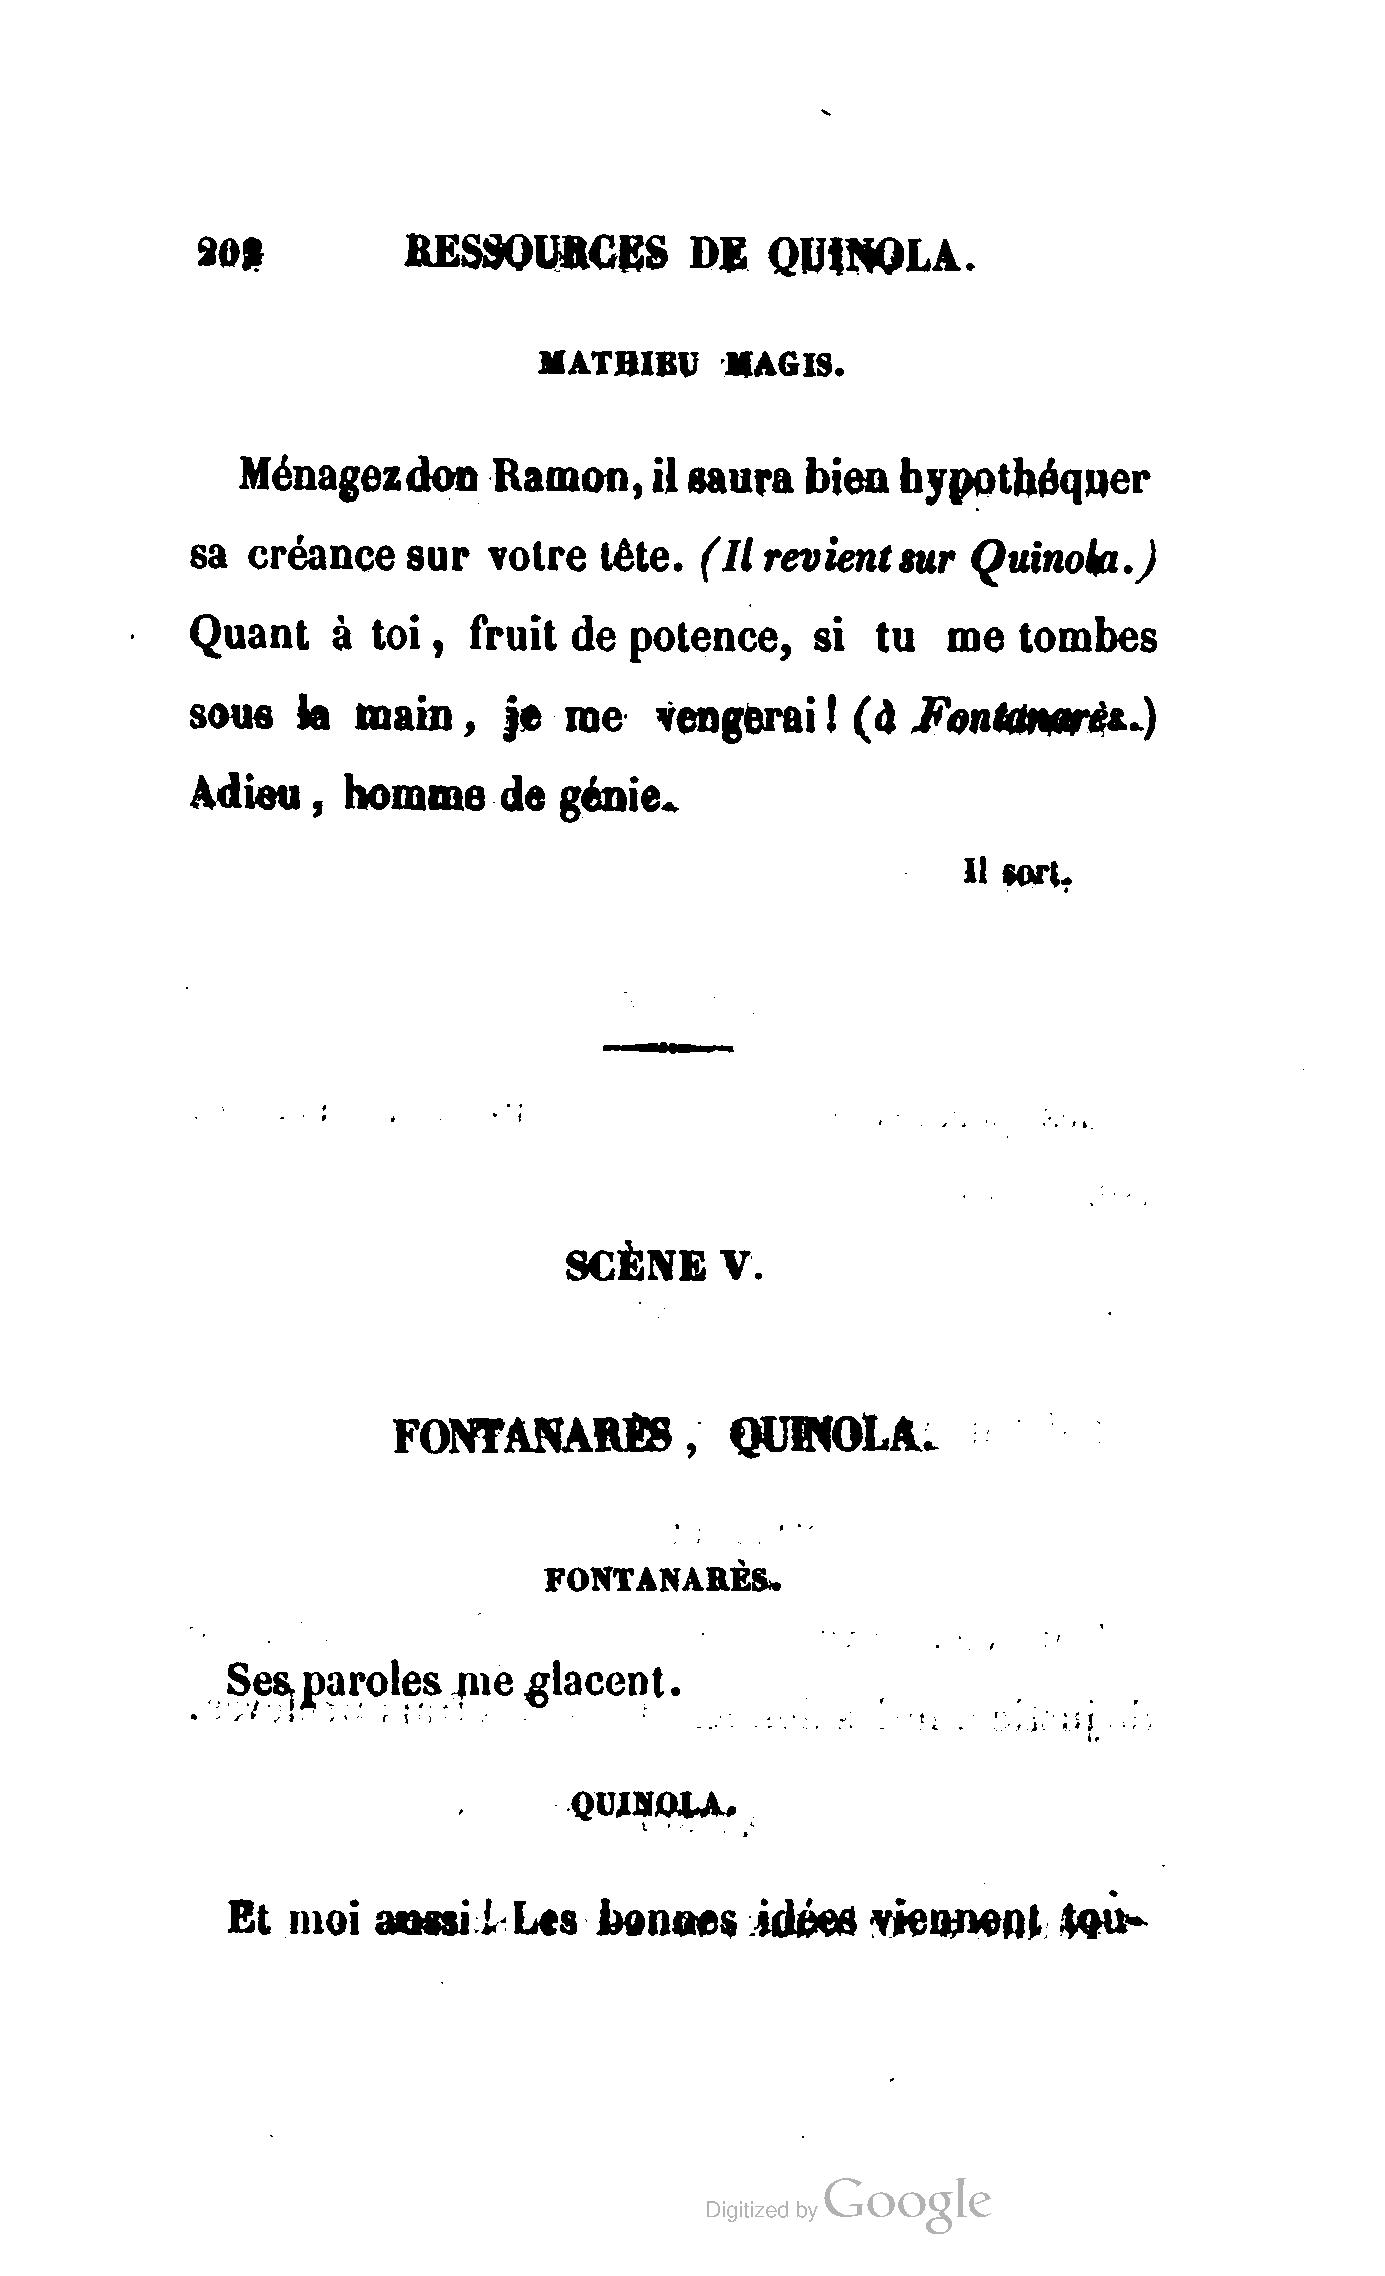 202 RESSOURCES DE QUINOLA.
MATHIEU MAGIS.
Ménagez don Ramon, il saura bien hypothéquer
sa créance sur votre tête. (Il revient sur Quinola.)
Quant à toi, fruit de potence, si tu me tombes
sous la main, je me vengerai! (à Fontanarès.)
Adieu, homme de génie.
Il sort.
SCÈNE V.
FONTANARÈS, QUINOLA.
FONTANARÈS.
Ses paroles me glacent.
QUINOLA.
Et moi aussi! Les bonnes idées viennent tou-
Digitized by Google